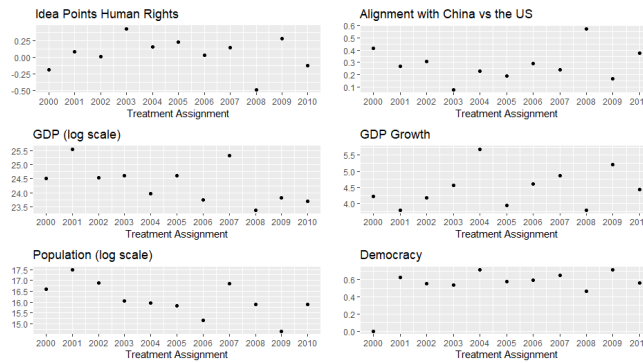 Idea Points Human Rights
0.25
0.00
-0.25
-0.50
2000 2001 2002 2003 2004 2005 2006 2007 2008 2009 2010
Treatment Assignment
Alignment with China vs the US
0.6
0.5
0.4
0.3
0.2
0.1
2000 2001 2002 2003 2004 2005 2006 2007 2008 2009 201
Treatment Assignment
GDP (log scale)
25.5
25.0
24.5
24.0
23.5
2000 2001 2002 2003 2004 2005 2006 2007 2008 2009 2010
Treatment Assignment
GDP Growth
5.5
5.0
4.5
4.0
2000 2001 2002 2003 2004 2005 2006 2007 2008 2009 201
Treatment Assignment
Population (log scale)
17.5
17.0
16.5
16.0
15.5
15.0
2000 2001 2002 2003 2004 2005 2006 2007 2008 2009 2010
Treatment Assignment
Democracy
0.6
0.4
0.2
0.0
2000 2001 2002 2003 2004 2005 2006 2007 2008 2009 201
Treatment Assignment